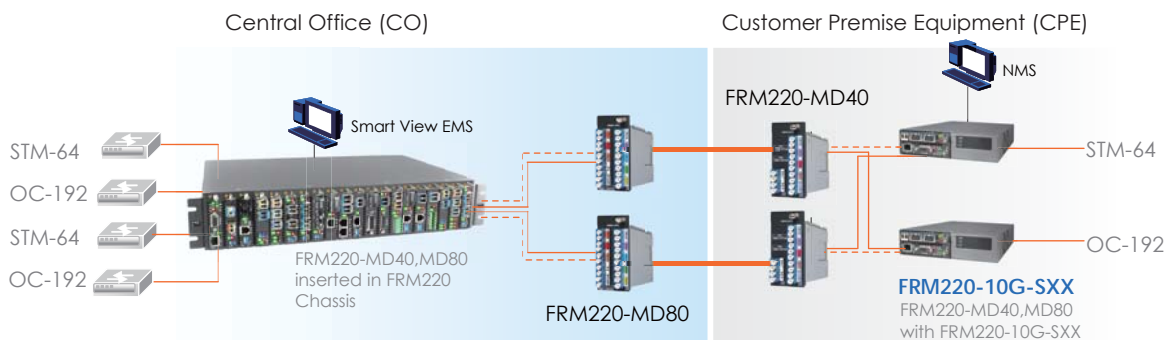 Central Office (CO)
Customer Premise Equipment (CPE)
NMS
FRM220-MD40
Smart View EMS
STM-64
OC-192
STM-64
OC-192
FRM220-MD40,MD80
inserted in FRM220
Chassis
FRM220-MD80
STM-64
OC-192
FRM220-10G-SXX
FRM220-MD40,MD80
with FRM220-10G-SXX